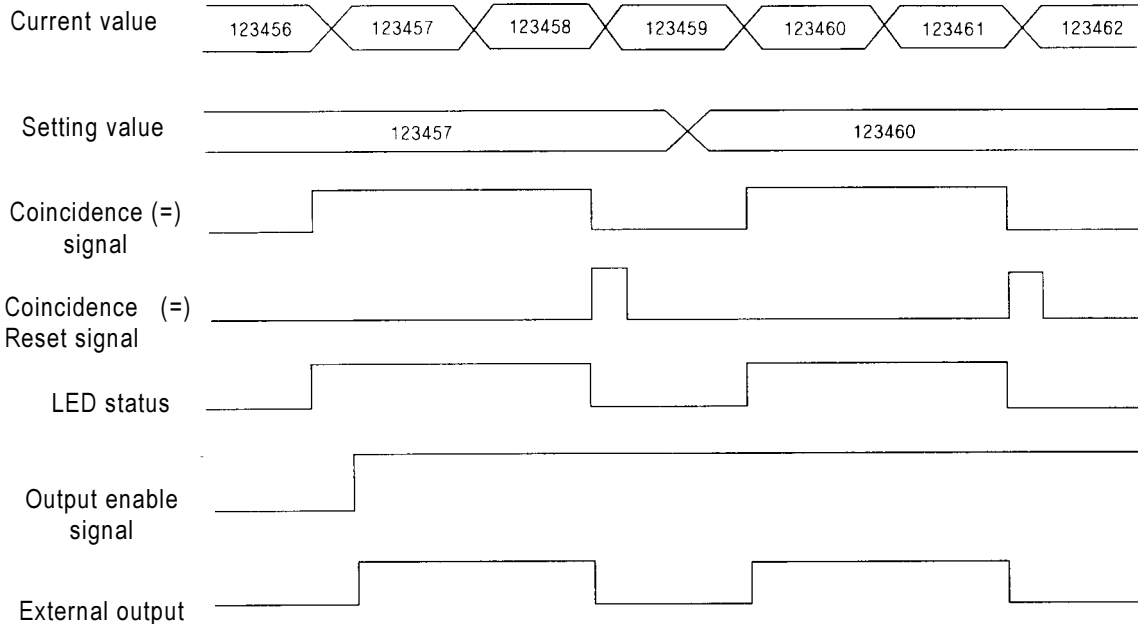 Current value 123456 123457 123458 123459 123460 123461 123462
Setting value 123457 123460
Coincidence (=)
signal
Coincidence (=)
Reset signal
LED status
Output enable
signal
External output